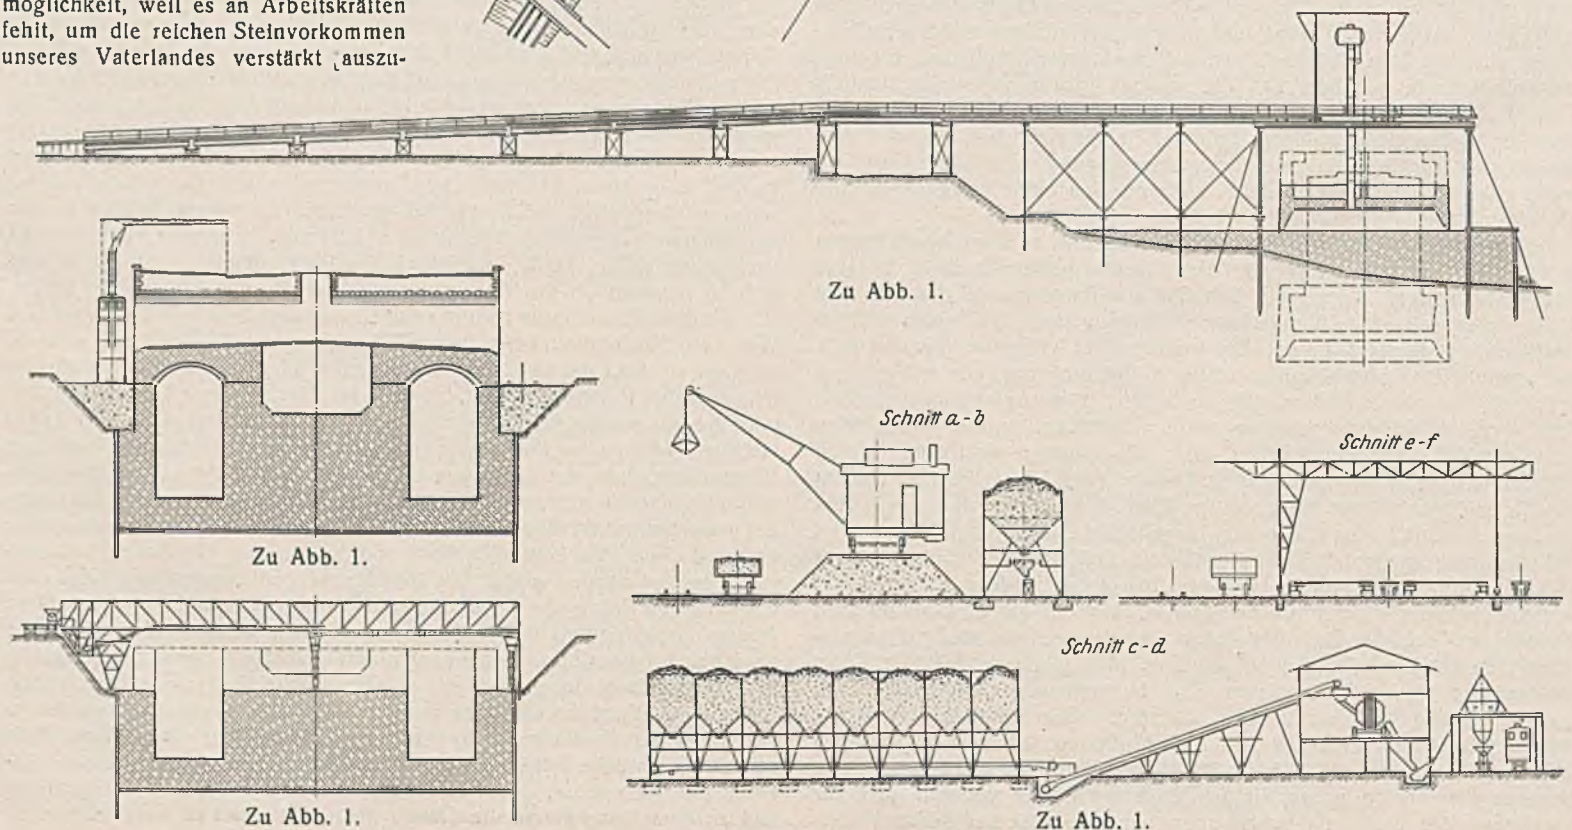 möglichkeit, weil es an Arbeitskräften
fehlt, um die reichen Steinvorkommen
unseres Vaterlandes verstärkt auszu-
Zu Abb. 1.
Zu Abb. 1.
Schnitt a-b
Schnitt e-f
Schnitt c-d
Zu Abb. 1.
Zu Abb. 1.